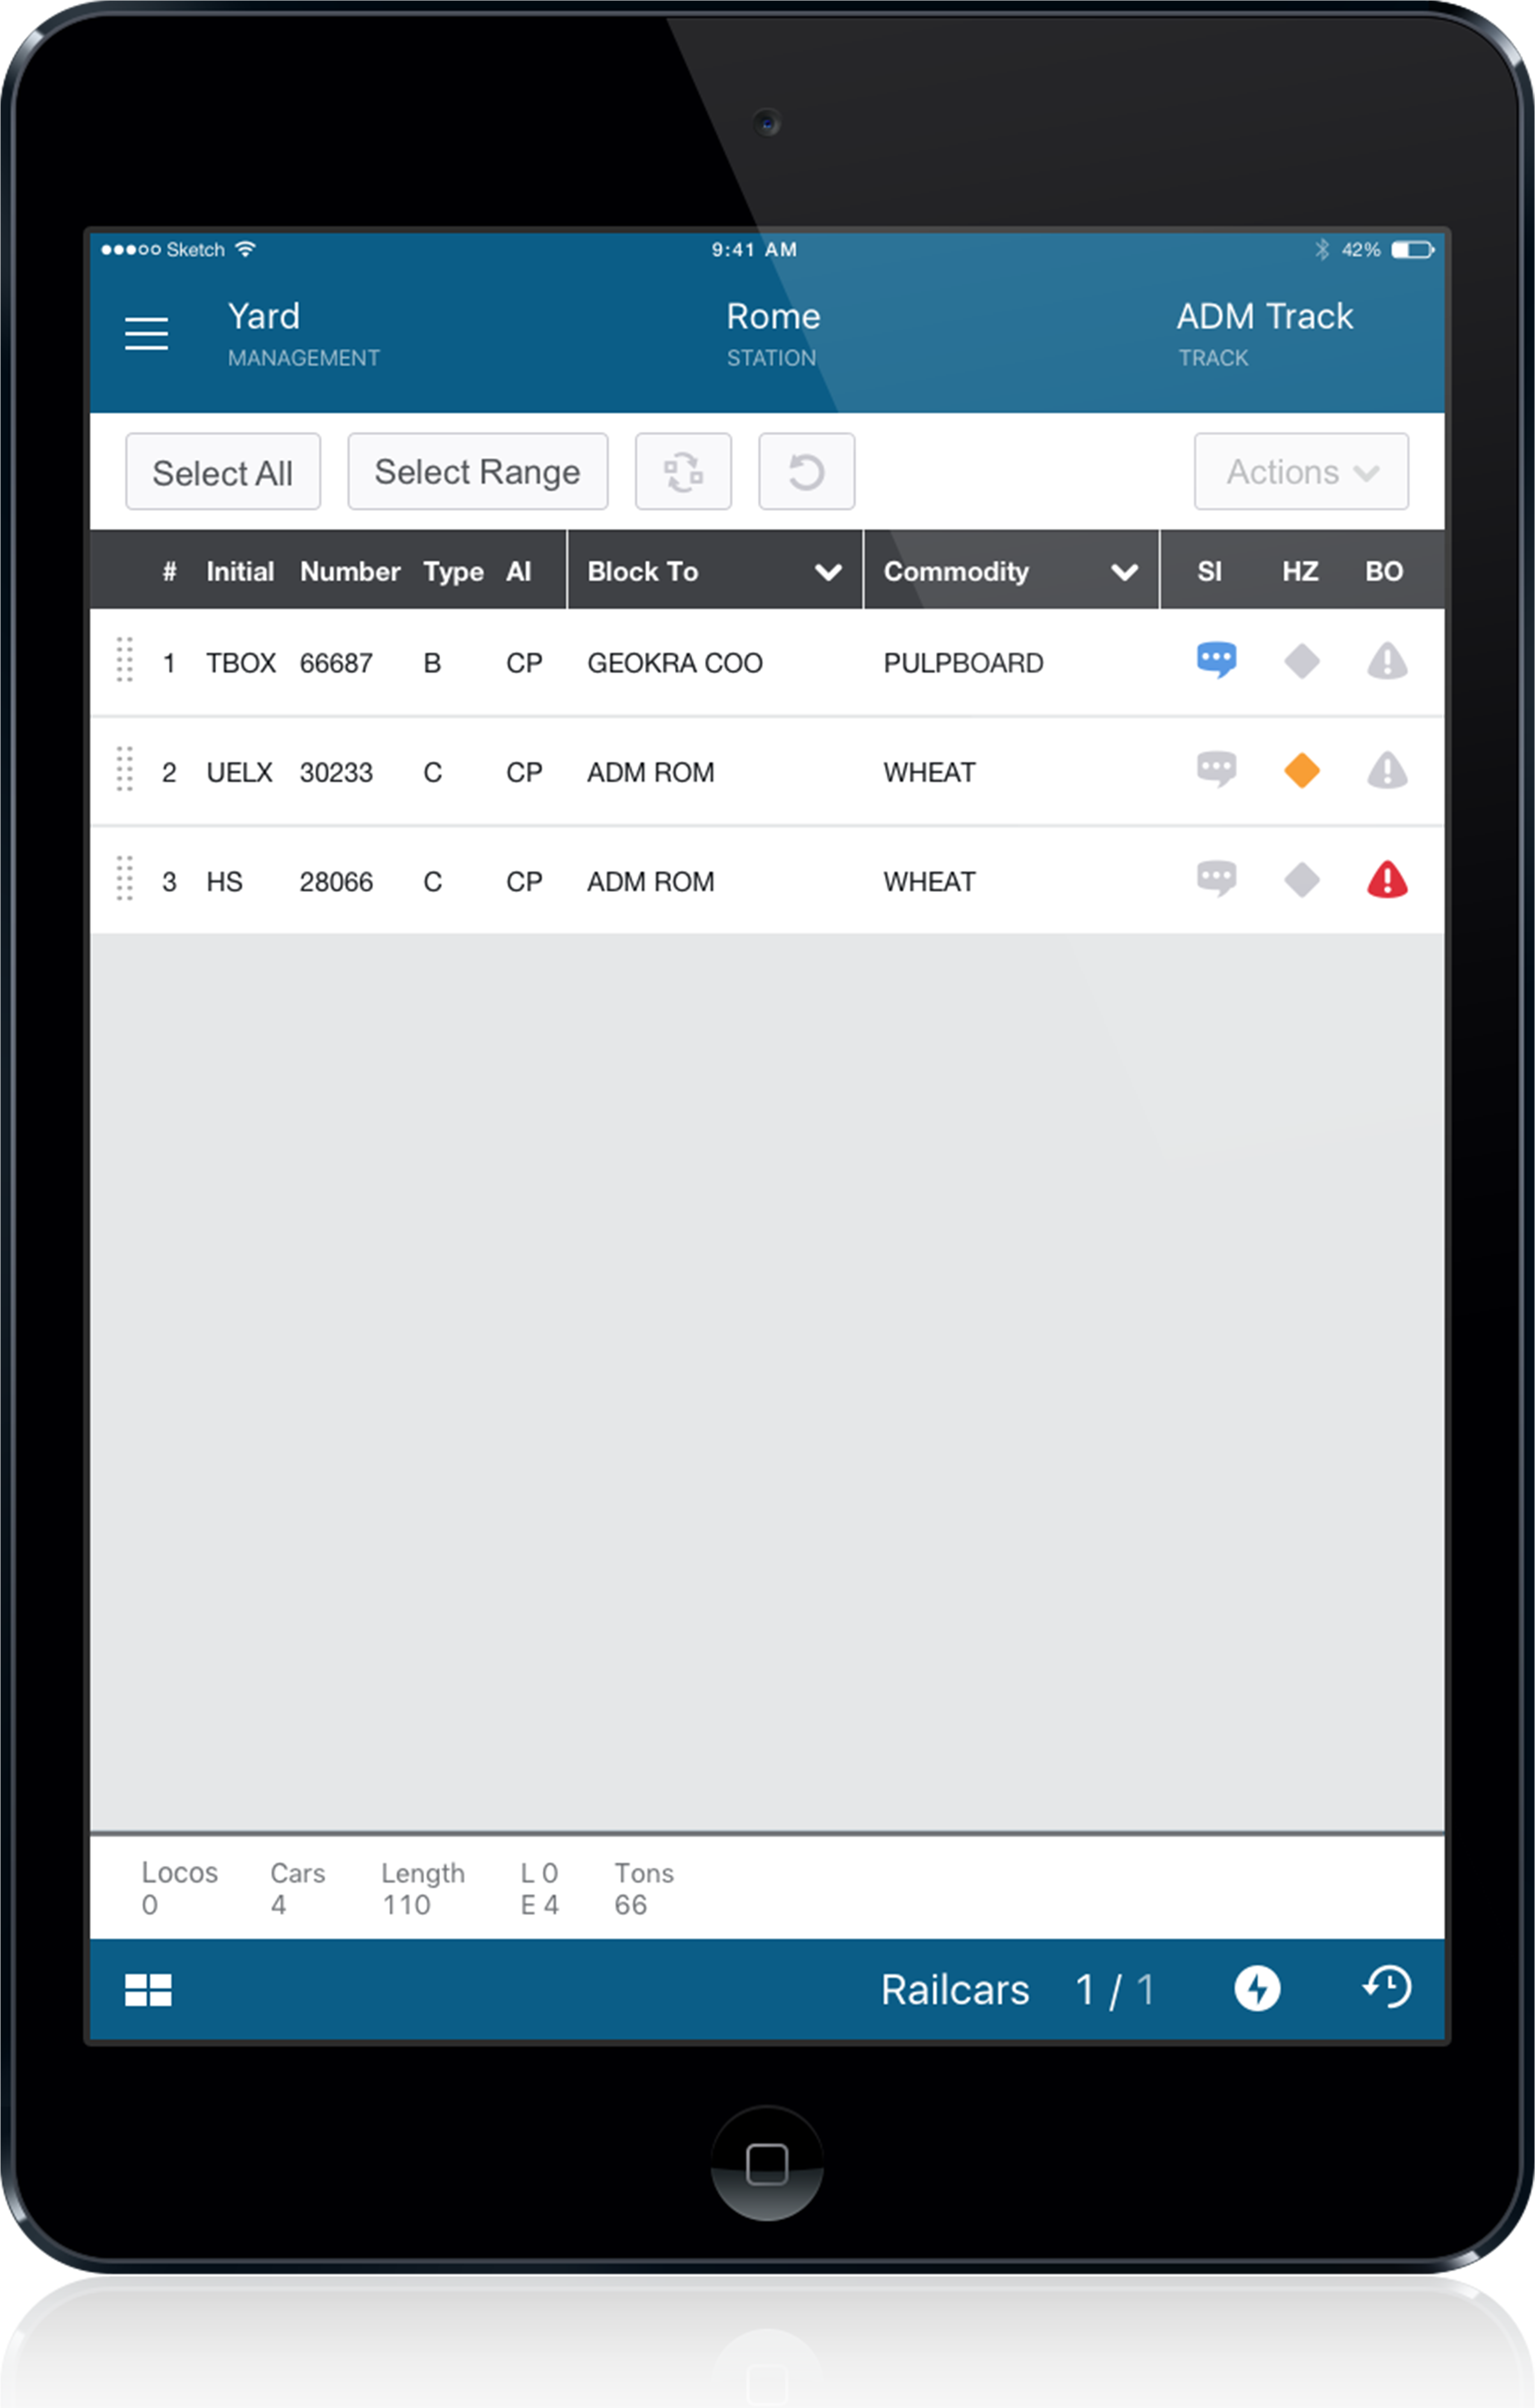 Sketch 9:41 AM 42%
Yard Rome ADM Track
MANAGEMENT STATION TRACK
Select All Select Range Actions
# Initial Number Type AI Block To Commodity SI HZ BO
1 TBOX 66687 B CP GEOKRA COO PULPBOARD
2 UELX 30233 C CP ADM ROM WHEAT
3 HS 28066 C CP ADM ROM WHEAT
Locos Cars Length L 0 Tons
0 4 110 E 4 66
Railcars 1 / 1